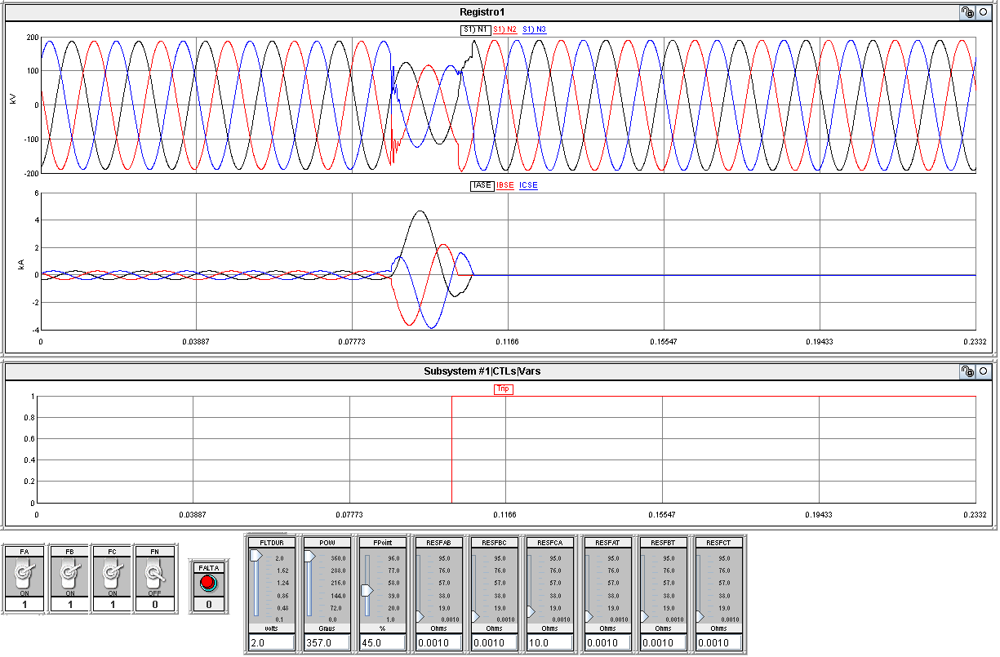 Registro1
S1) N1 S1) N2 S1) N3
200
100
0
-100
-200
kV
IASE IBSE ICSE
6
4
2
0
-2
-4
kA
0 0.03887 0.07773 0.1166 0.15547 0.19433 0.2332
Subsystem #1|CTLs|Vars
Trip
1
0.8
0.6
0.4
0.2
0
0 0.03887 0.07773 0.1166 0.15547 0.19433 0.2332
FA FB FC FN
ON ON ON OFF
1 1 1 0
FALTA
0
FLTDUR POW FPoint RESFAB RESFBC RESFCA RESFAT RESFBT RESFCT
2.0 360.0 96.0 95.0 95.0 95.0 95.0 95.0 95.0
1.62 288.0 77.0 76.0 76.0 76.0 76.0 76.0 76.0
1.24 216.0 58.0 57.0 57.0 57.0 57.0 57.0 57.0
0.86 144.0 39.0 38.0 38.0 38.0 38.0 38.0 38.0
0.48 72.0 20.0 19.0 19.0 19.0 19.0 19.0 19.0
0.1 0.0 1.0 0.0010 0.0010 0.0010 0.0010 0.0010 0.0010
volts Graus % Ohms Ohms Ohms Ohms Ohms Ohms
2.0 357.0 45.0 0.0010 0.0010 10.0 0.0010 0.0010 0.0010